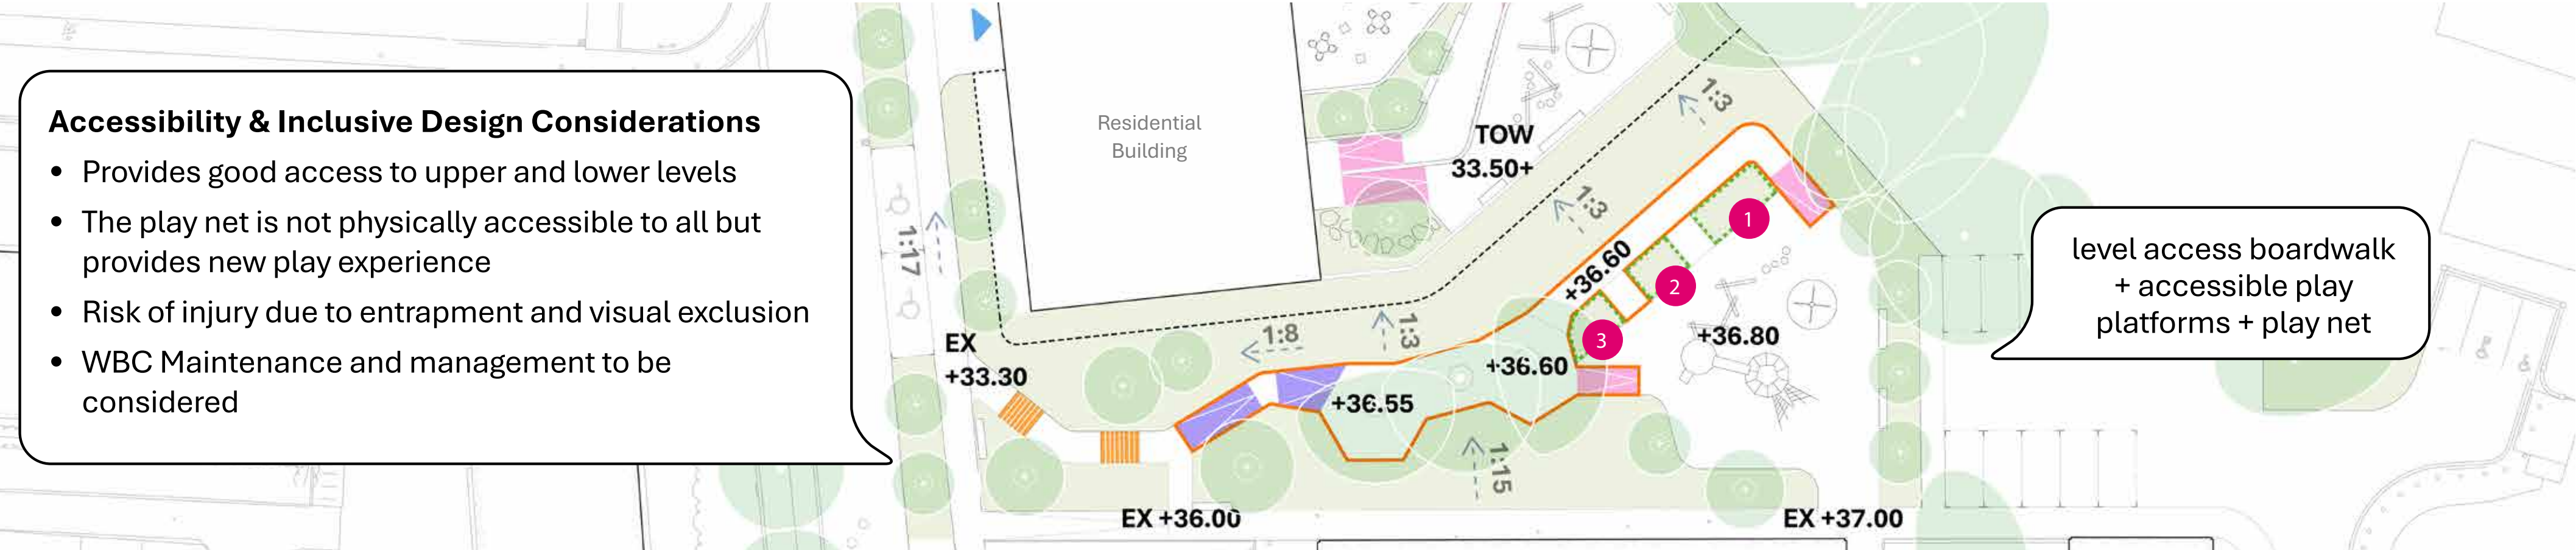 Accessibility & Inclusive Design Considerations
• Provides good access to upper and lower levels
• The play net is not physically accessible to all but
provides new play experience
• Risk of injury due to entrapment and visual exclusion
• WBC Maintenance and management to be
considered
1:17
Residential
Building
TOW
33.50+
1:3
1:3
1
+36.60
2
3
+36.80
1:8
1:3
EX
+33.30
+36.60
+36.55
1:15
EX +36.00
EX +37.00
level access boardwalk
+ accessible play
platforms + play net